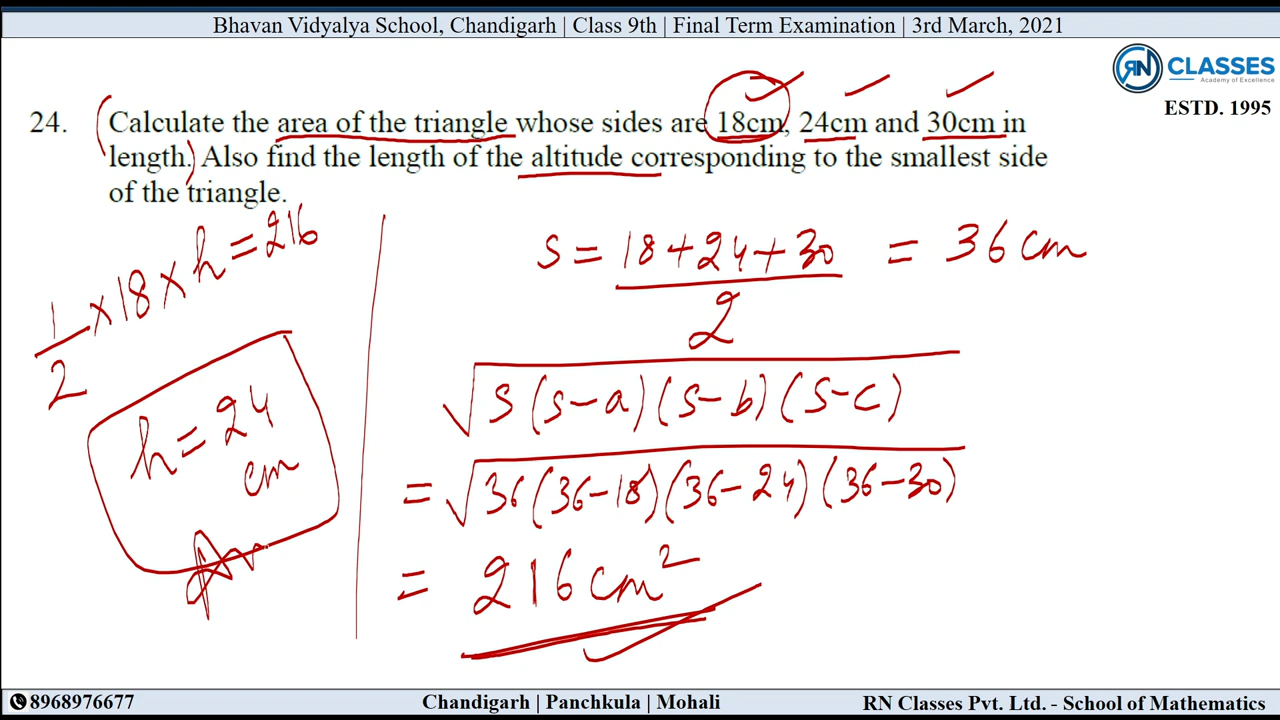 Bhavan Vidyalya School, Chandigarh | Class 9th | Final Term Examination | 3rd March, 2021
RN CLASSES
Academy of Excellence
ESTD. 1995
24. Calculate the area of the triangle whose sides are 18cm, 24cm and 30cm in
length. Also find the length of the altitude corresponding to the smallest side
of the triangle.
1/2 × 18 × h = 216
h = 24
cm
Ans
s = (18 + 24 + 30)/2 = 36 cm
√(s(s-a)(s-b)(s-c))
= √(36(36-18)(36-24)(36-30))
= 216 cm²
8968976677
Chandigarh | Panchkula | Mohali
RN Classes Pvt. Ltd. - School of Mathematics